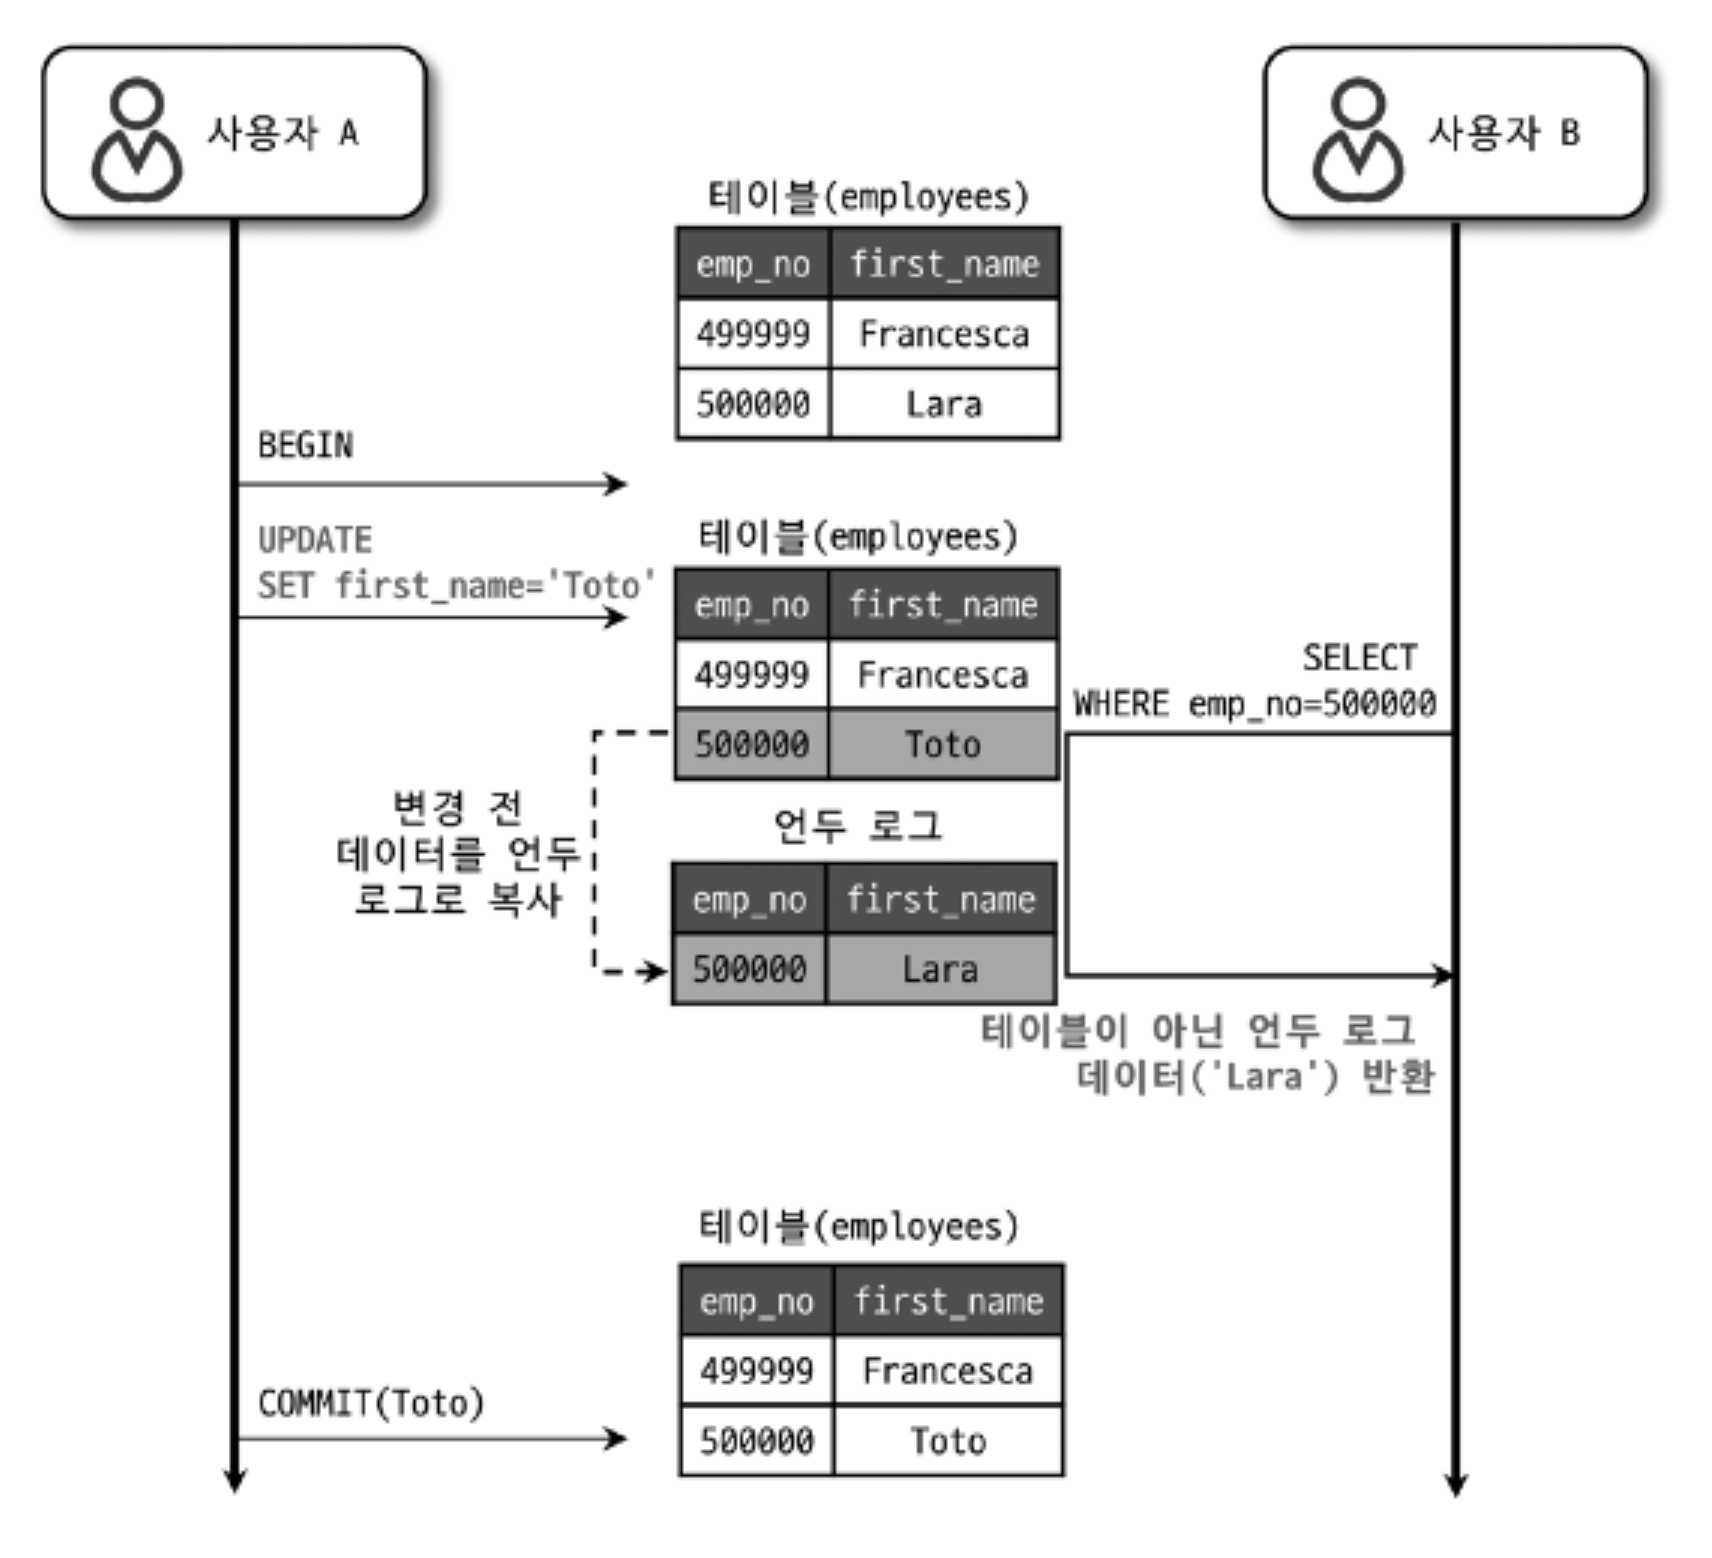 사용자 A
사용자 B
테이블(employees)
emp_no first_name
499999 Francesca
500000 Lara
BEGIN
UPDATE
SET first_name='Toto'
테이블(employees)
emp_no first_name
499999 Francesca
500000 Toto
SELECT
WHERE emp_no=500000
변경 전
데이터를 언두
로그로 복사
언두 로그
emp_no first_name
500000 Lara
테이블이 아닌 언두 로그
데이터('Lara') 반환
테이블(employees)
emp_no first_name
499999 Francesca
500000 Toto
COMMIT(Toto)